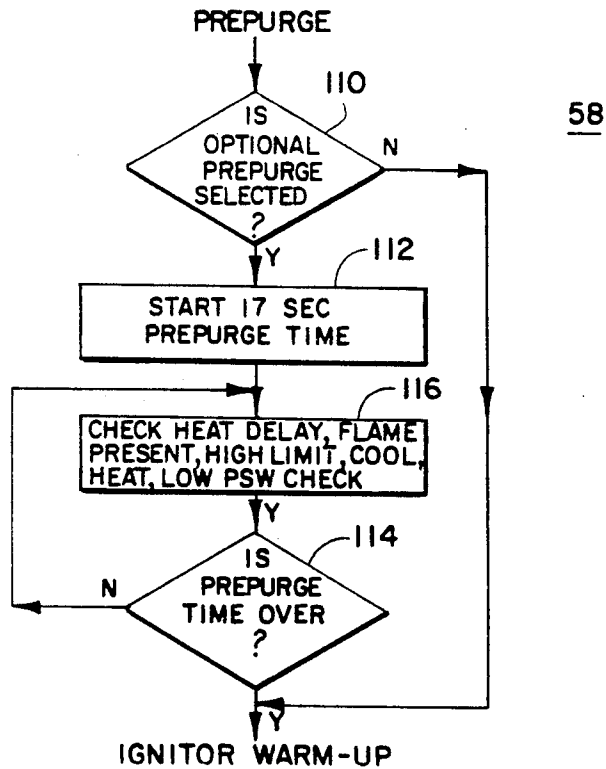 PREPURGE
110
58
IS
OPTIONAL
PREPURGE
SELECTED
?
N
Y
112
START 17 SEC
PREPURGE TIME
116
CHECK HEAT DELAY, FLAME
PRESENT, HIGH LIMIT, COOL,
HEAT, LOW PSW CHECK
Y
114
IS
PREPURGE
TIME OVER
?
N
Y
IGNITOR WARM-UP